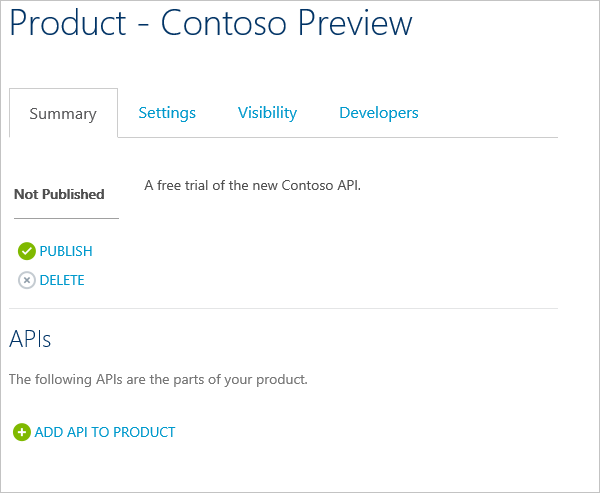 Product - Contoso Preview
Summary
Settings
Visibility
Developers
Not Published
A free trial of the new Contoso API.
PUBLISH
DELETE
APIs
The following APIs are the parts of your product.
ADD API TO PRODUCT